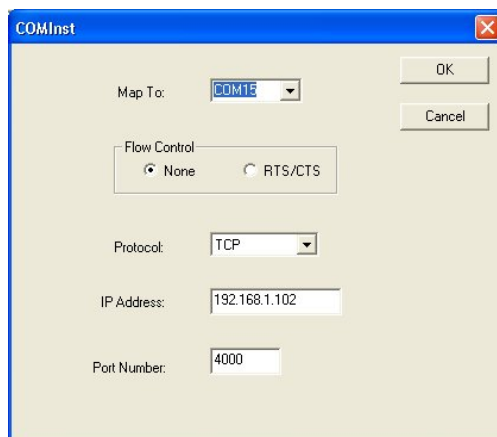 COMInst
OK
Map To: COM15
Cancel
Flow Control
None RTS/CTS
Protocol: TCP
IP Address: 192.168.1.102
Port Number: 4000